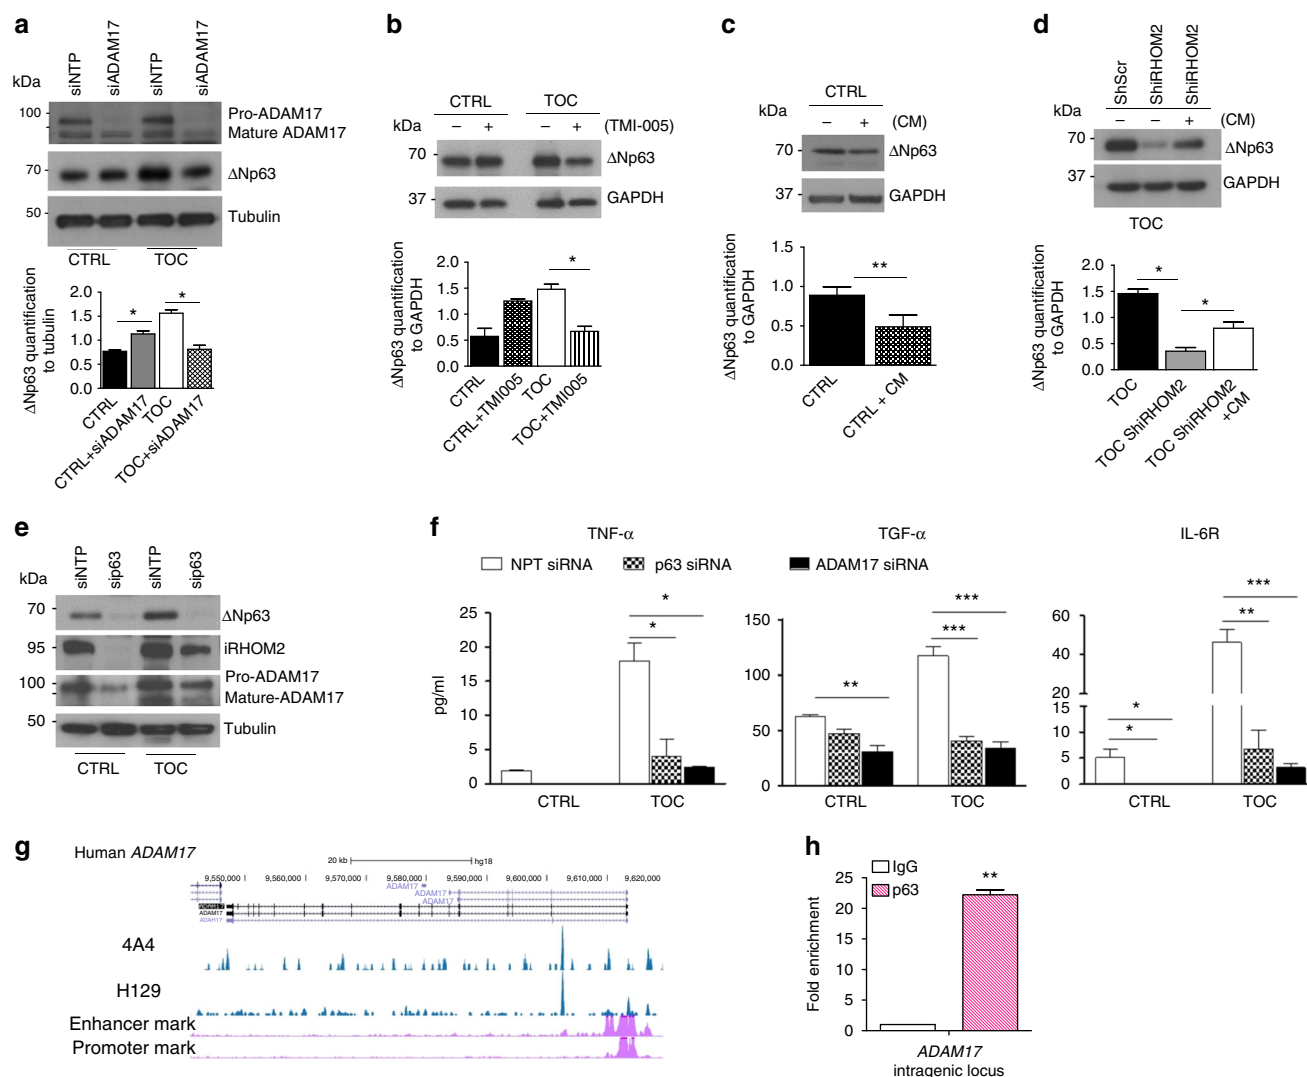 a
siNTP
siADAM17
siNTP
siADAM17
kDa
100
Pro-ADAM17
Mature ADAM17
70
ΔNp63
50
Tubulin
CTRL
TOC
ΔNp63 quantification
to tubulin
2.0
1.5
1.0
0.5
0.0
*
*
CTRL
CTRL+siADAM17
TOC
TOC+siADAM17
b
CTRL
TOC
kDa
– + – + (TMI-005)
70
ΔNp63
37
GAPDH
ΔNp63 quantification
to GAPDH
2.0
1.5
1.0
0.5
0.0
*
CTRL
CTRL+TMI005
TOC
TOC+TMI005
c
CTRL
kDa
– + (CM)
70
ΔNp63
37
GAPDH
ΔNp63 quantification
to GAPDH
1.5
1.0
0.5
0.0
**
CTRL
CTRL + CM
d
ShScr
ShiRHOM2
ShiRHOM2
kDa
– – + (CM)
70
ΔNp63
37
GAPDH
TOC
ΔNp63 quantification
to GAPDH
2.0
1.5
1.0
0.5
0.0
*
*
TOC
TOC ShiRHOM2
TOC ShiRHOM2
+CM
e
siNTP
sip63
siNTP
sip63
kDa
70
ΔNp63
95
iRHOM2
100
Pro-ADAM17
Mature-ADAM17
50
Tubulin
CTRL
TOC
f
TNF-α
TGF-α
IL-6R
NPT siRNA
p63 siRNA
ADAM17 siRNA
pg/ml
25
20
15
10
5
0
*
*
CTRL
TOC
150
100
50
0
**
***
***
CTRL
TOC
60
40
20
15
10
5
0
*
*
***
**
CTRL
TOC
g
Human ADAM17
20 kb
hg18
9,550,000
9,560,000
9,570,000
9,580,000
9,590,000
9,600,000
9,610,000
9,620,000
ADAM17
ADAM17
ADAM17
ADAM17
ADAM17
ADAM17
4A4
H129
Enhancer mark
Promoter mark
h
IgG
p63
Fold enrichment
25
20
15
10
5
0
**
ADAM17
intragenic locus